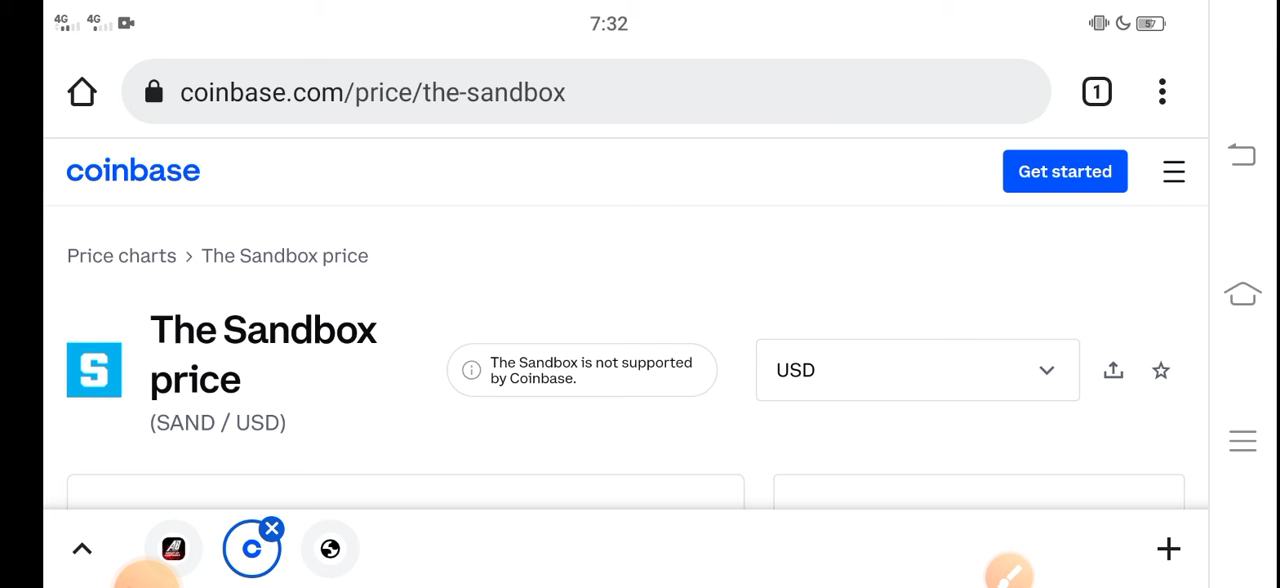 4G 4G 7:32 57
coinbase.com/price/the-sandbox 1
coinbase Get started
Price charts > The Sandbox price
The Sandbox
price
(SAND / USD)
The Sandbox is not supported
by Coinbase.
USD